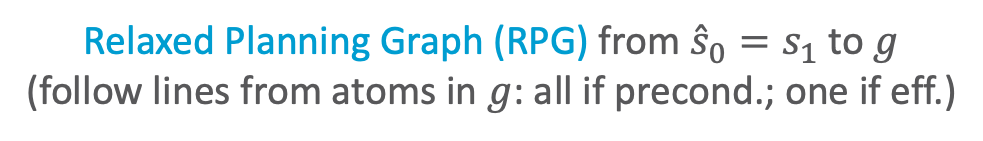 Relaxed Planning Graph (RPG) from ŝ₀ = s₁ to g
(follow lines from atoms in g: all if precond.; one if eff.)